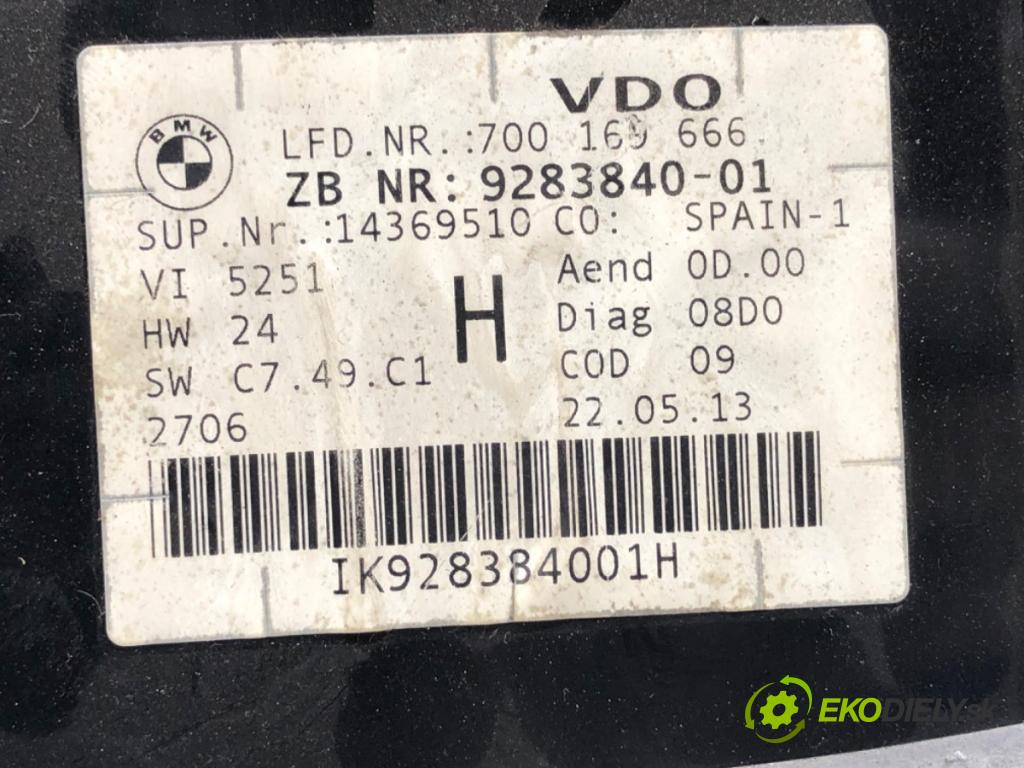 VDO
BMW
LFD.NR.:700 169 666
ZB NR: 9283840-01
SUP.Nr.:14369510 CO: SPAIN-1
VI 5251
H
Aend 0D.00
HW 24
Diag 08D0
SW C7.49.C1
COD 09
2706
22.05.13
IK928384001H
EKODIELY.sk